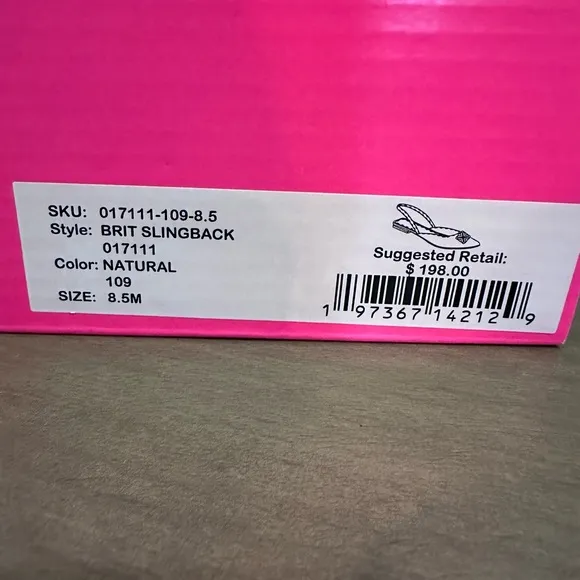 SKU: 017111-109-8.5
Style: BRIT SLINGBACK
017111
Color: NATURAL
109
SIZE: 8.5M
Suggested Retail:
$ 198.00
1 97367 14212 9